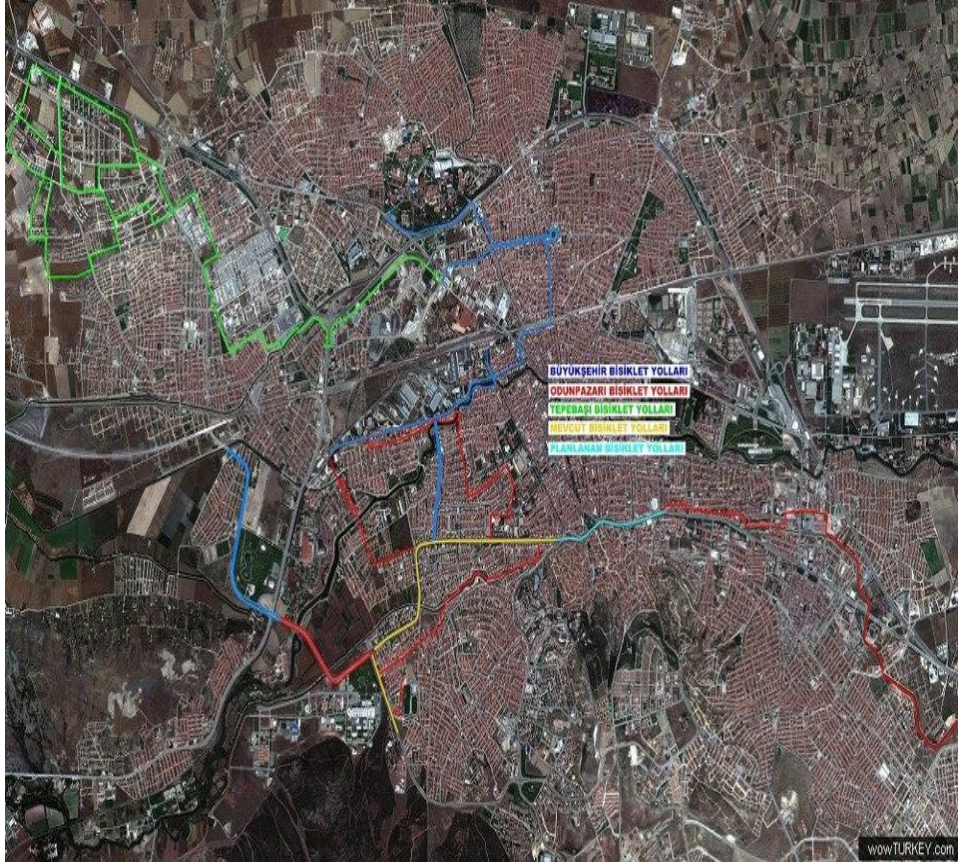 BÜYÜKŞEHİR BİSİKLET YOLLARI
ODUNPAZARI BİSİKLET YOLLARI
TEPEBAŞI BİSİKLET YOLLARI
MEVCUT BİSİKLET YOLLARI
PLANLANAN BİSİKLET YOLLARI
wowTURKEY.com